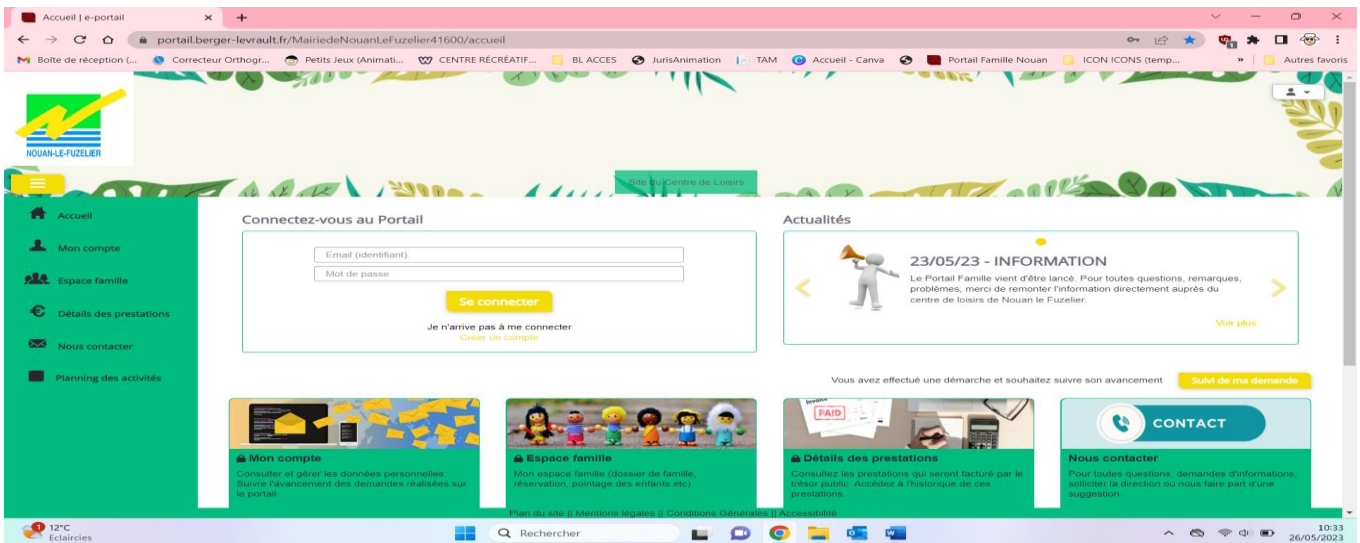 Accueil | e-portail
portail.berger-levrault.fr/MairiedeNouanLeFuzelier41600/accueil
Boîte de réception (... Correcteur Orthogr... Petits Jeux (Animati... CENTRE RÉCRÉATIF... BL ACCES JurisAnimation TAM Accueil - Canva Portail Famille Nouan ICON ICONS (temp... » Autres favoris
NOUAN-LE-FUZELIER
Site du Centre de Loisirs
Accueil
Mon compte
Espace famille
Détails des prestations
Nous contacter
Planning des activités
Connectez-vous au Portail
Email (identifiant)
Mot de passe
Se connecter
Je n'arrive pas à me connecter
Créer un compte
Actualités
23/05/23 - INFORMATION
Le Portail Famille vient d'être lancé. Pour toutes questions, remarques,
problèmes, merci de remonter l'information directement auprès du
centre de loisirs de Nouan le Fuzelier.
Voir plus
Vous avez effectué une démarche et souhaitez suivre son avancement Suivi de ma demande
Mon compte
Consulter et gérer les données personnelles.
Suivre l'avancement des demandes réalisées sur
le portail.
Espace famille
Mon espace famille (dossier de famille,
réservation, pointage des enfants etc)
Invoice
PAID
Détails des prestations
Consultez les prestations qui seront facturé par le
trésor public. Accédez à l'historique de ces
prestations.
CONTACT
Nous contacter
Pour toutes questions, demandes d'informations,
solliciter la direction ou nous faire part d'une
suggestion.
Plan du site || Mentions légales || Conditions Générales || Accessibilité
1
12°C
Eclaircies
Rechercher
10:33
26/05/2023